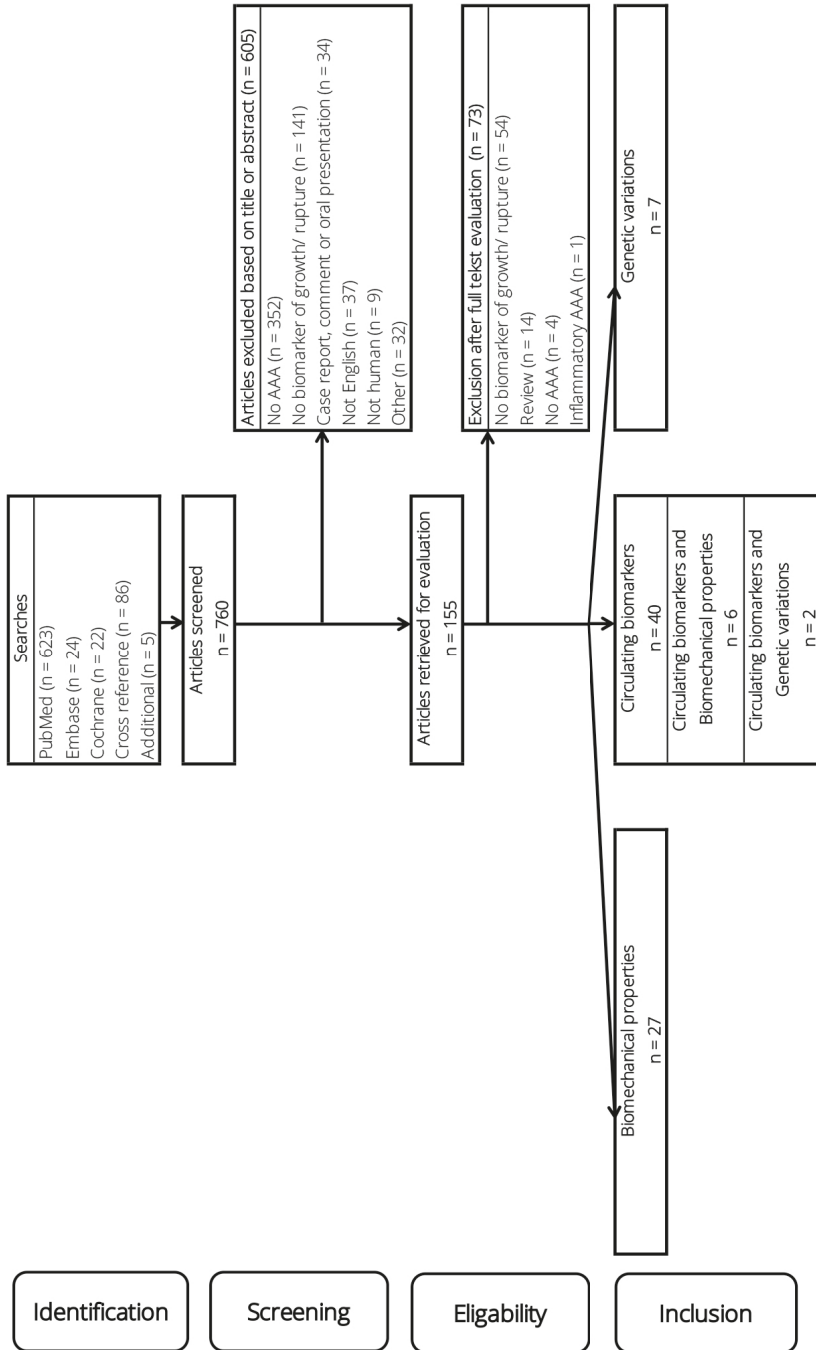 Identification
Searches
PubMed (n = 623)
Embase (n = 24)
Cochrane (n = 22)
Cross reference (n = 86)
Additional (n = 5)
Screening
Articles screened
n = 760
Articles excluded based on title or abstract (n = 605)
No AAA (n = 352)
No biomarker of growth/ rupture (n = 141)
Case report, comment or oral presentation (n = 34)
Not English (n = 37)
Not human (n = 9)
Other (n = 32)
Eligability
Articles retrieved for evaluation
n = 155
Exclusion after full tekst evaluation (n = 73)
No biomarker of growth/ rupture (n = 54)
Review (n = 14)
No AAA (n = 4)
Inflammatory AAA (n = 1)
Inclusion
Biomechanical properties
n = 27
Circulating biomarkers
n = 40
Circulating biomarkers and
Biomechanical properties
n = 6
Circulating biomarkers and
Genetic variations
n = 2
Genetic variations
n = 7